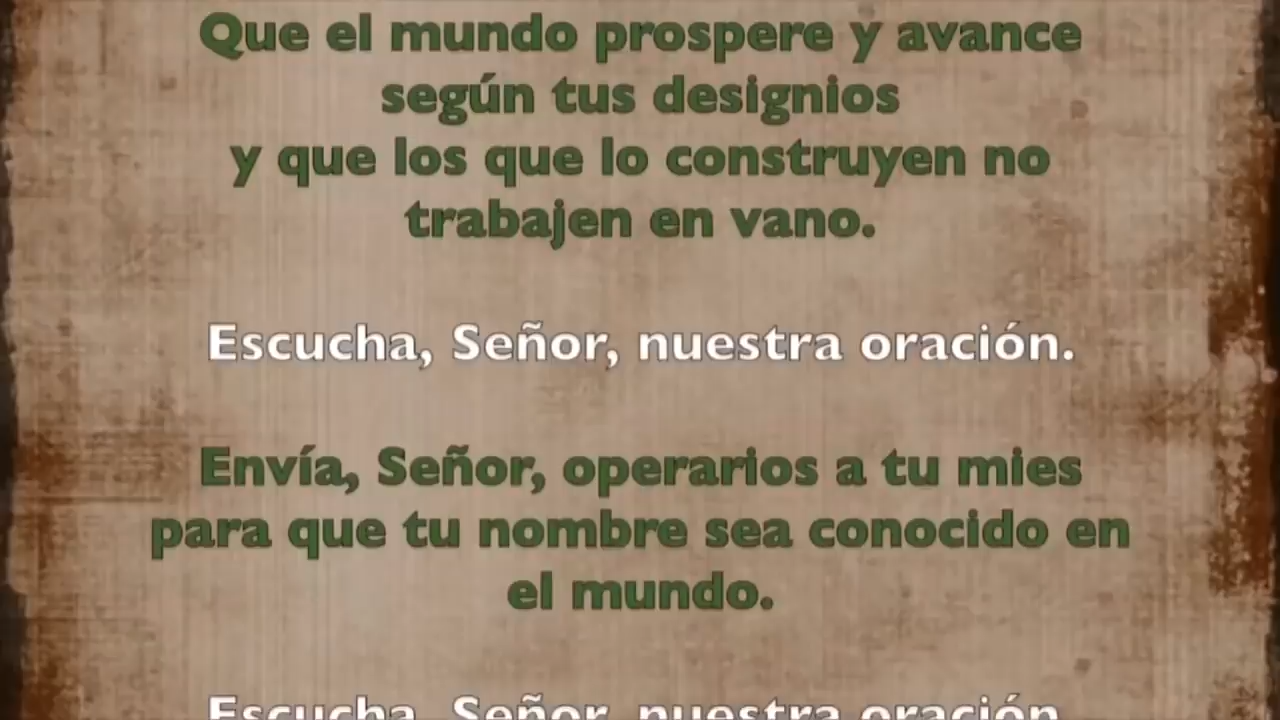 Que el mundo prospere y avance
según tus designios
y que los que lo construyen no
trabajen en vano.
Escucha, Señor, nuestra oración.
Envía, Señor, operarios a tu mies
para que tu nombre sea conocido en
el mundo.
Escucha, Señor, nuestra oración.